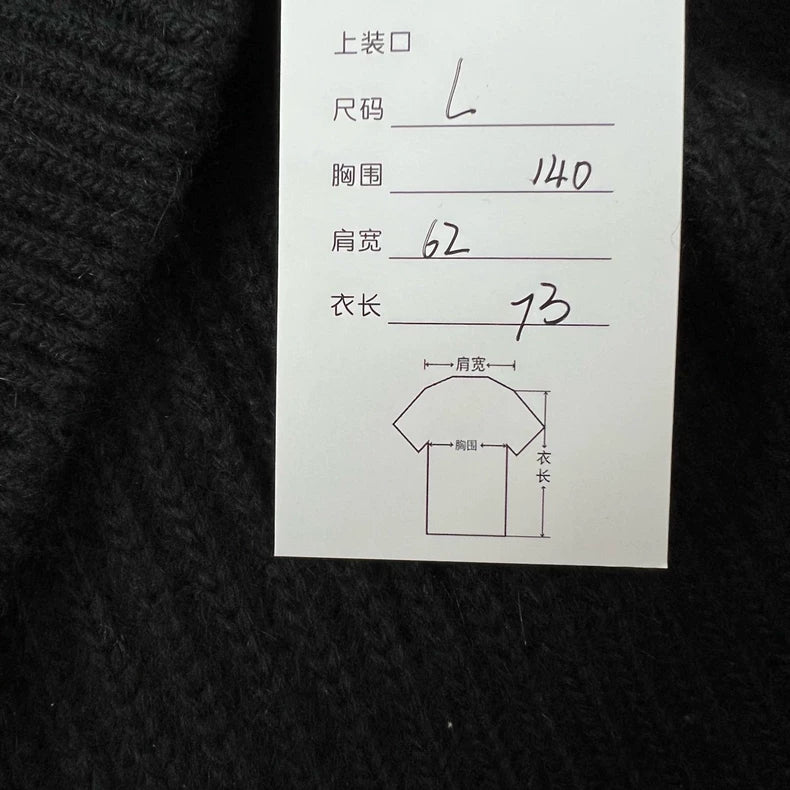 上装口
尺码 L
胸围 140
肩宽 62
衣长 73
肩宽
胸围
衣长